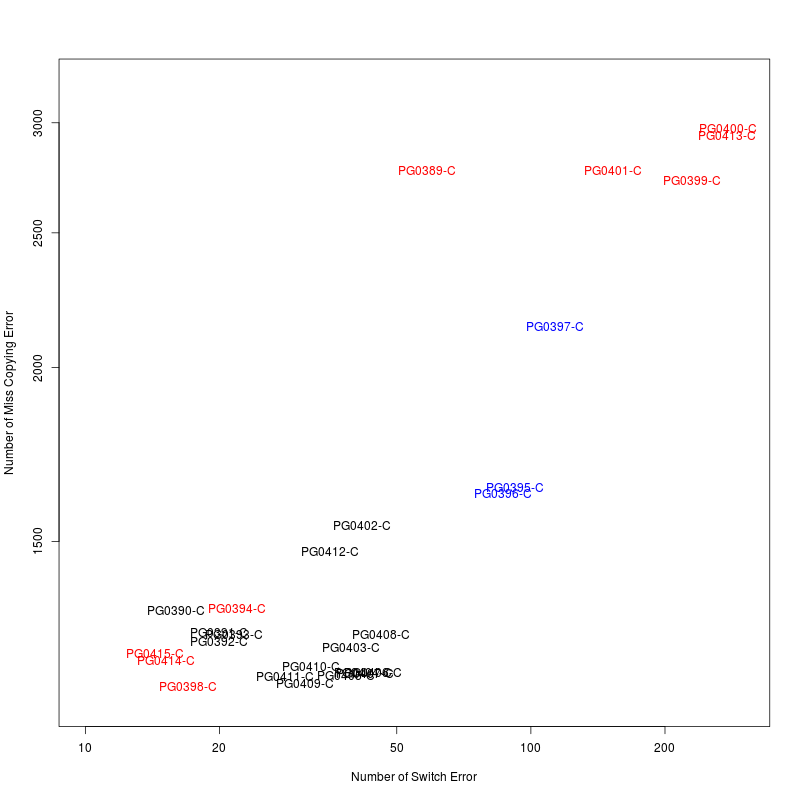 3000
PG0400-C
PG0413-C
PG0389-C
PG0401-C
PG0399-C
2500
PG0397-C
2000
Number of Miss Copying Error
PG0395-C
PG0396-C
PG0402-C
1500
PG0412-C
PG0390-C
PG0394-C
PG0391-C
PG0393-C
PG0392-C
PG0408-C
PG0403-C
PG0415-C
PG0414-C
PG0410-C
PG0411-C
PG0409-C
PG0398-C
10
20
50
100
200
Number of Switch Error